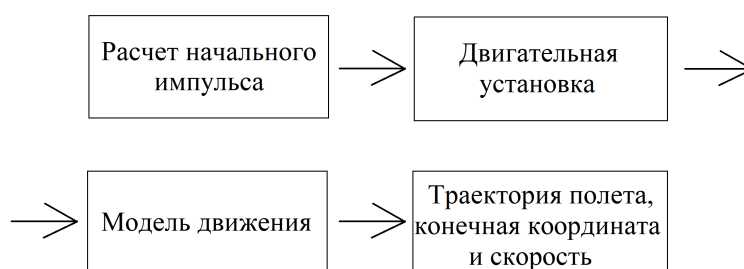 Расчет начального
импульса
Двигательная
установка
Модель движения
Траектория полета,
конечная координата
и скорость